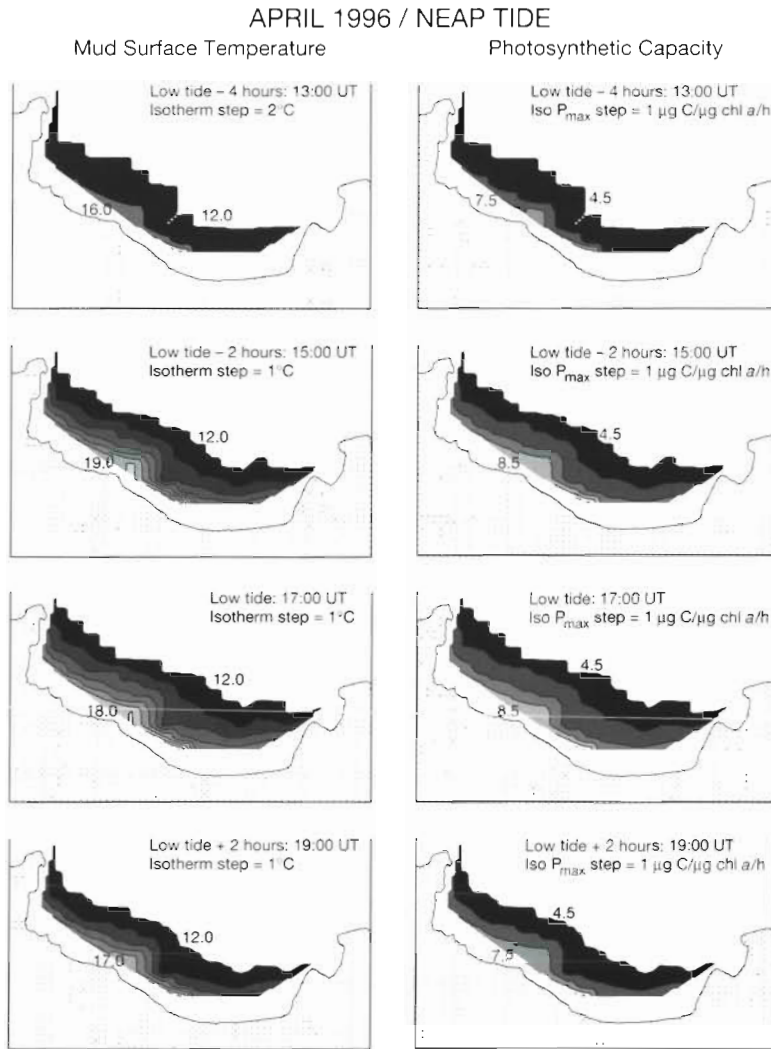 APRIL 1996 / NEAP TIDE
Mud Surface Temperature
Photosynthetic Capacity
Low tide – 4 hours: 13:00 UT
Isotherm step = 2°C
16.0
12.0
Low tide – 4 hours: 13:00 UT
Iso Pmax step = 1 µg C/µg chl a/h
7.5
4.5
Low tide – 2 hours: 15:00 UT
Isotherm step = 1°C
12.0
19.0
Low tide – 2 hours: 15:00 UT
Iso Pmax step = 1 µg C/µg chl a/h
4.5
8.5
Low tide: 17:00 UT
Isotherm step = 1°C
12.0
18.0
Low tide: 17:00 UT
Iso Pmax step = 1 µg C/µg chl a/h
4.5
8.5
Low tide + 2 hours: 19:00 UT
Isotherm step = 1°C
12.0
17.0
Low tide + 2 hours: 19:00 UT
Iso Pmax step = 1 µg C/µg chl a/h
4.5
7.5